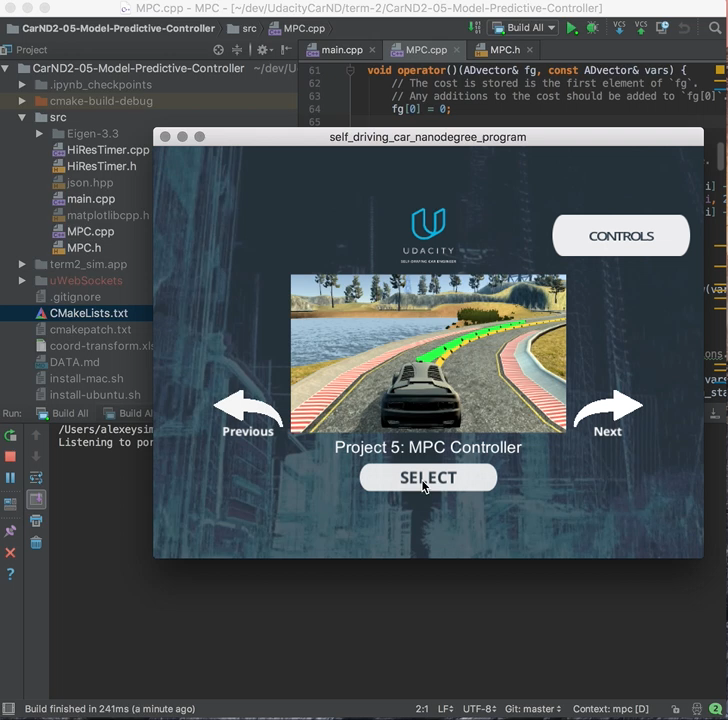 MPC.cpp - MPC - [~/dev/UdacityCarND/term-2/CarND2-05-Model-Predictive-Controller]
CarND2-05-Model-Predictive-Controller
src
MPC.cpp
Build All
VCS
VCS
Project
main.cpp
MPC.cpp
MPC.h
CarND2-05-Model-Predictive-Controller ~/dev/U
.ipynb_checkpoints
cmake-build-debug
src
Eigen-3.3
HiResTimer.cpp
HiResTimer.h
json.hpp
main.cpp
matplotlibcpp.h
MPC.cpp
MPC.h
term2_sim.app
uWebSockets
.gitignore
CMakeLists.txt
cmakepatch.txt
coord-transform.xls
DATA.md
install-mac.sh
install-ubuntu.sh
61 void operator()(ADvector& fg, const ADvector& vars) {
62 // The cost is stored is the first element of `fg`.
63 // Any additions to the cost should be added to `fg[0]`
64 fg[0] = 0;
65
self_driving_car_nanodegree_program
UDACITY
SELF-DRIVING CAR ENGINEER
CONTROLS
Previous
Next
Project 5: MPC Controller
SELECT
Run:
Build All
Build Al
/Users/alexeysim
Listening to por
Build finished in 241ms (a minute ago)
2:1
LF
UTF-8
Git: master
Context: mpc [D]
2